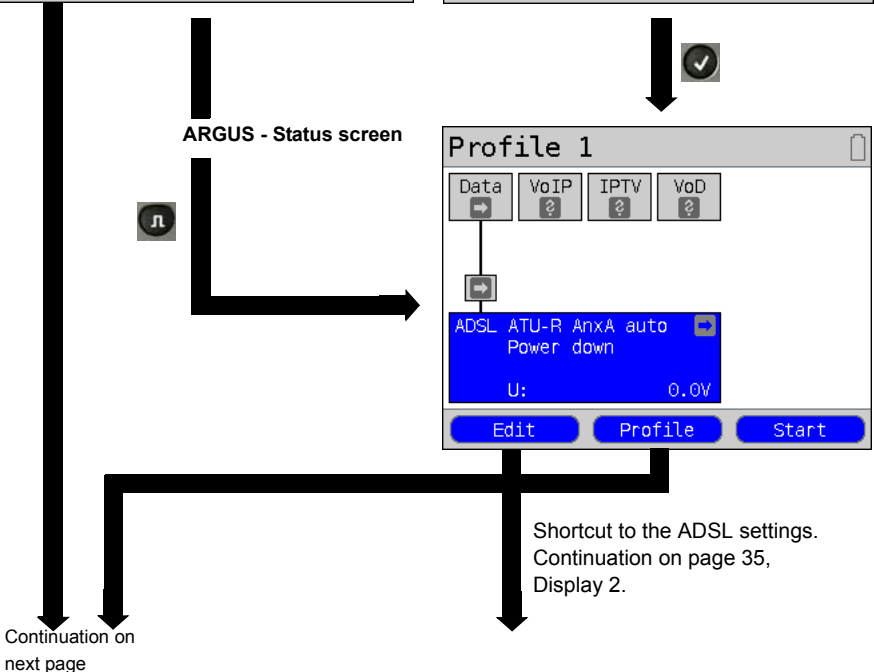 ARGUS - Status screen
Profile 1
Data VoIP IPTV VoD
? ? ?
ADSL ATU-R AnxA auto
Power down
U: 0.0V
Edit Profile Start
Shortcut to the ADSL settings.
Continuation on page 35,
Display 2.
Continuation on
next page